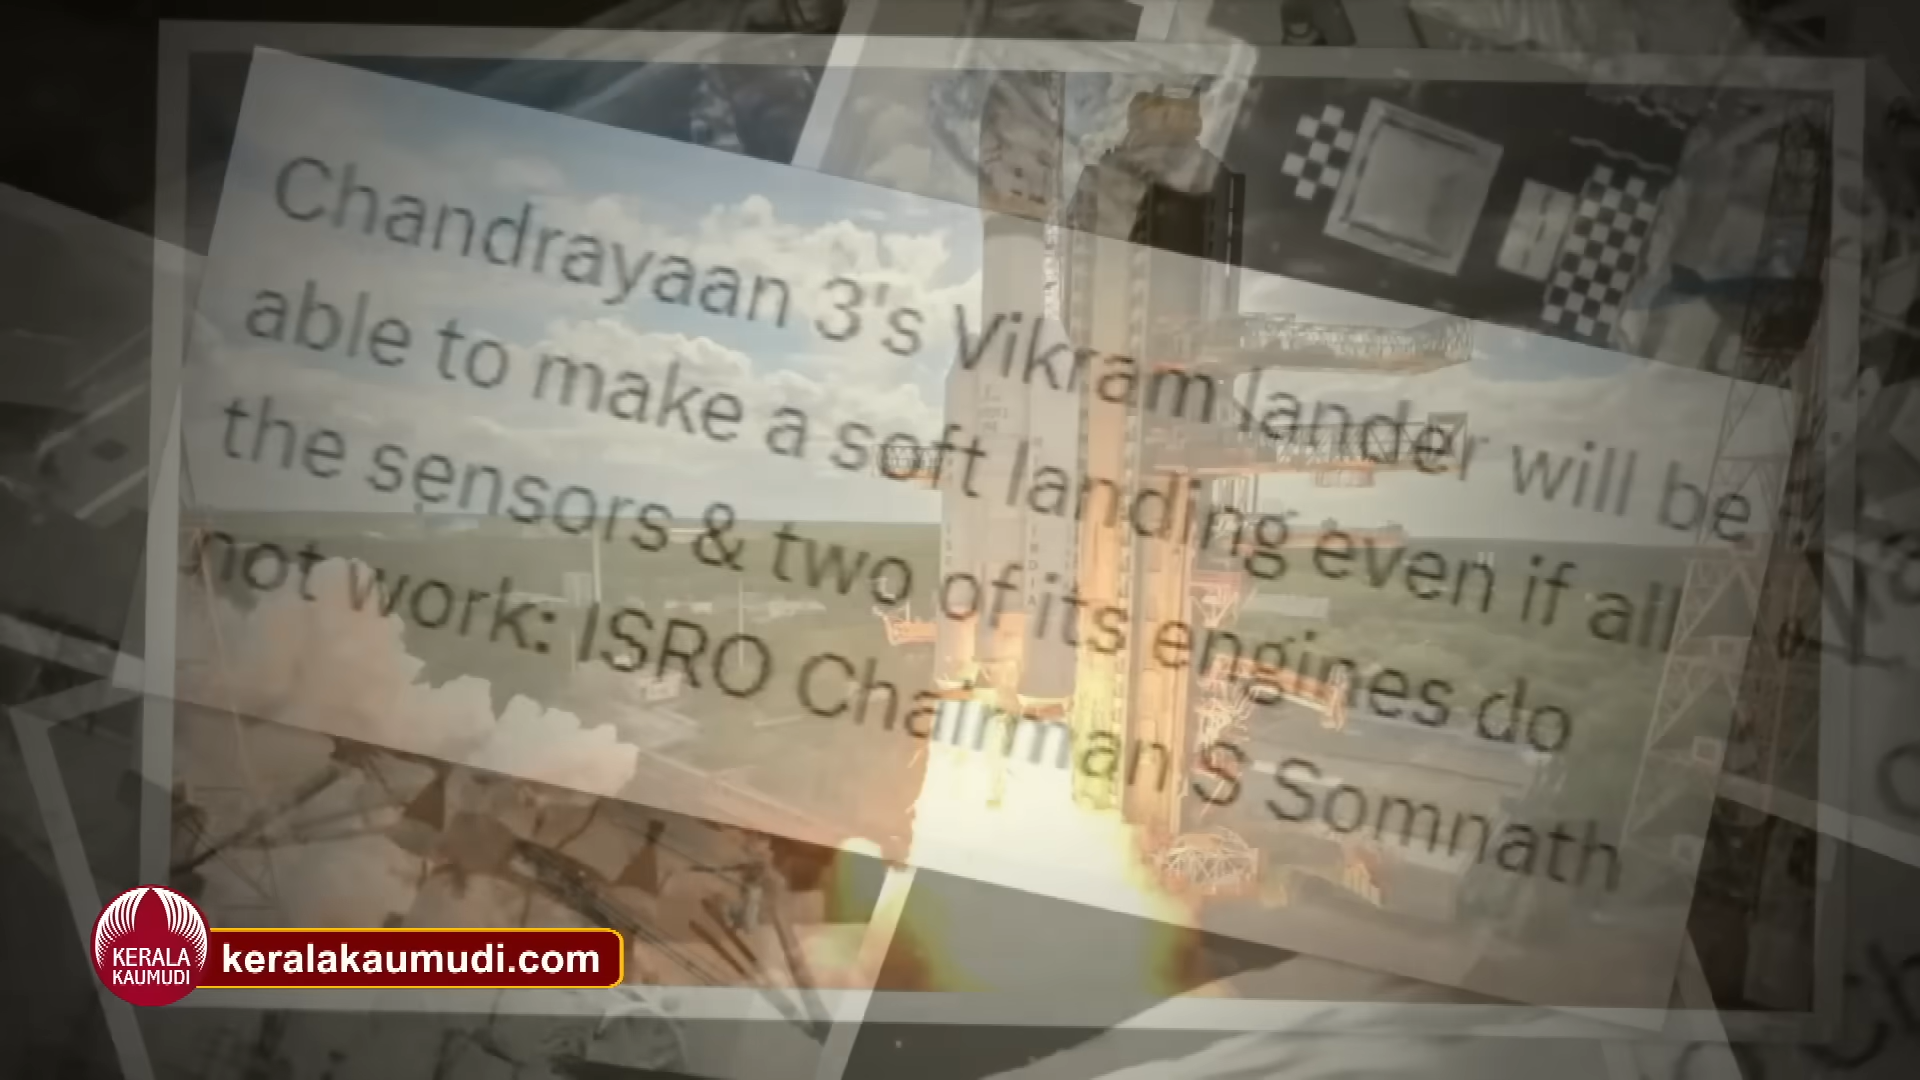 Chandrayaan 3's Vikram lander will be
able to make a soft landing even if all
the sensors & two of its engines do
not work: ISRO Chairman S Somnath
KERALA
KAUMUDI
keralakaumudi.com